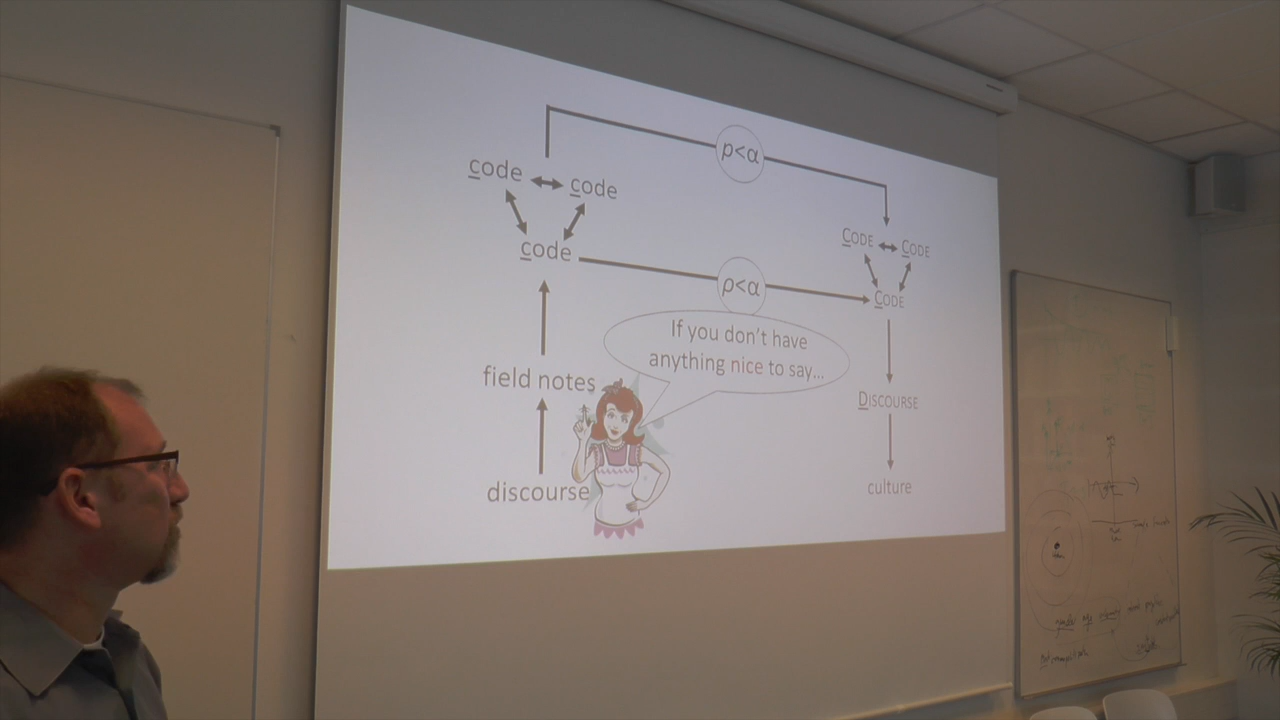 p<α
code code
code
ρ<α
CODE CODE
CODE
If you don't have
anything nice to say...
field notes
DISCOURSE
discourse
culture